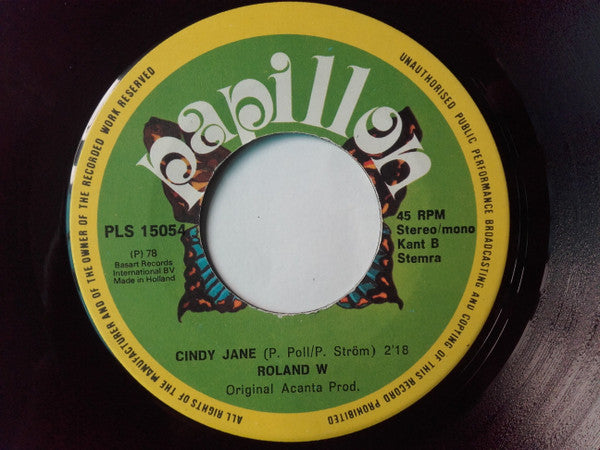 papillon
ALL RIGHTS OF THE MANUFACTURER AND OF THE OWNER OF THE RECORDED WORK RESERVED
UNAUTHORISED PUBLIC PERFORMANCE BROADCASTING AND COPYING OF THIS RECORD PROHIBITED
PLS 15054
(P) 78
Basart Records
International BV
Made in Holland
45 RPM
Stereo/mono
Kant B
Stemra
CINDY JANE (P. Poll/P. Ström) 2'18
ROLAND W
Original Acanta Prod.